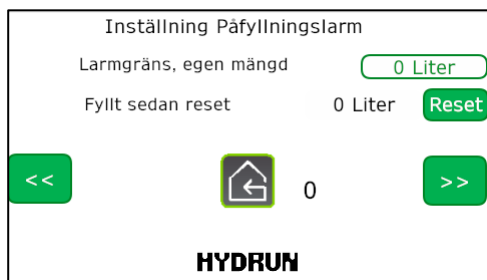 Inställning Påfyllningslarm
Larmgräns, egen mängd 0 Liter
Fyllt sedan reset 0 Liter Reset
<< 0 >>
HYDRUN